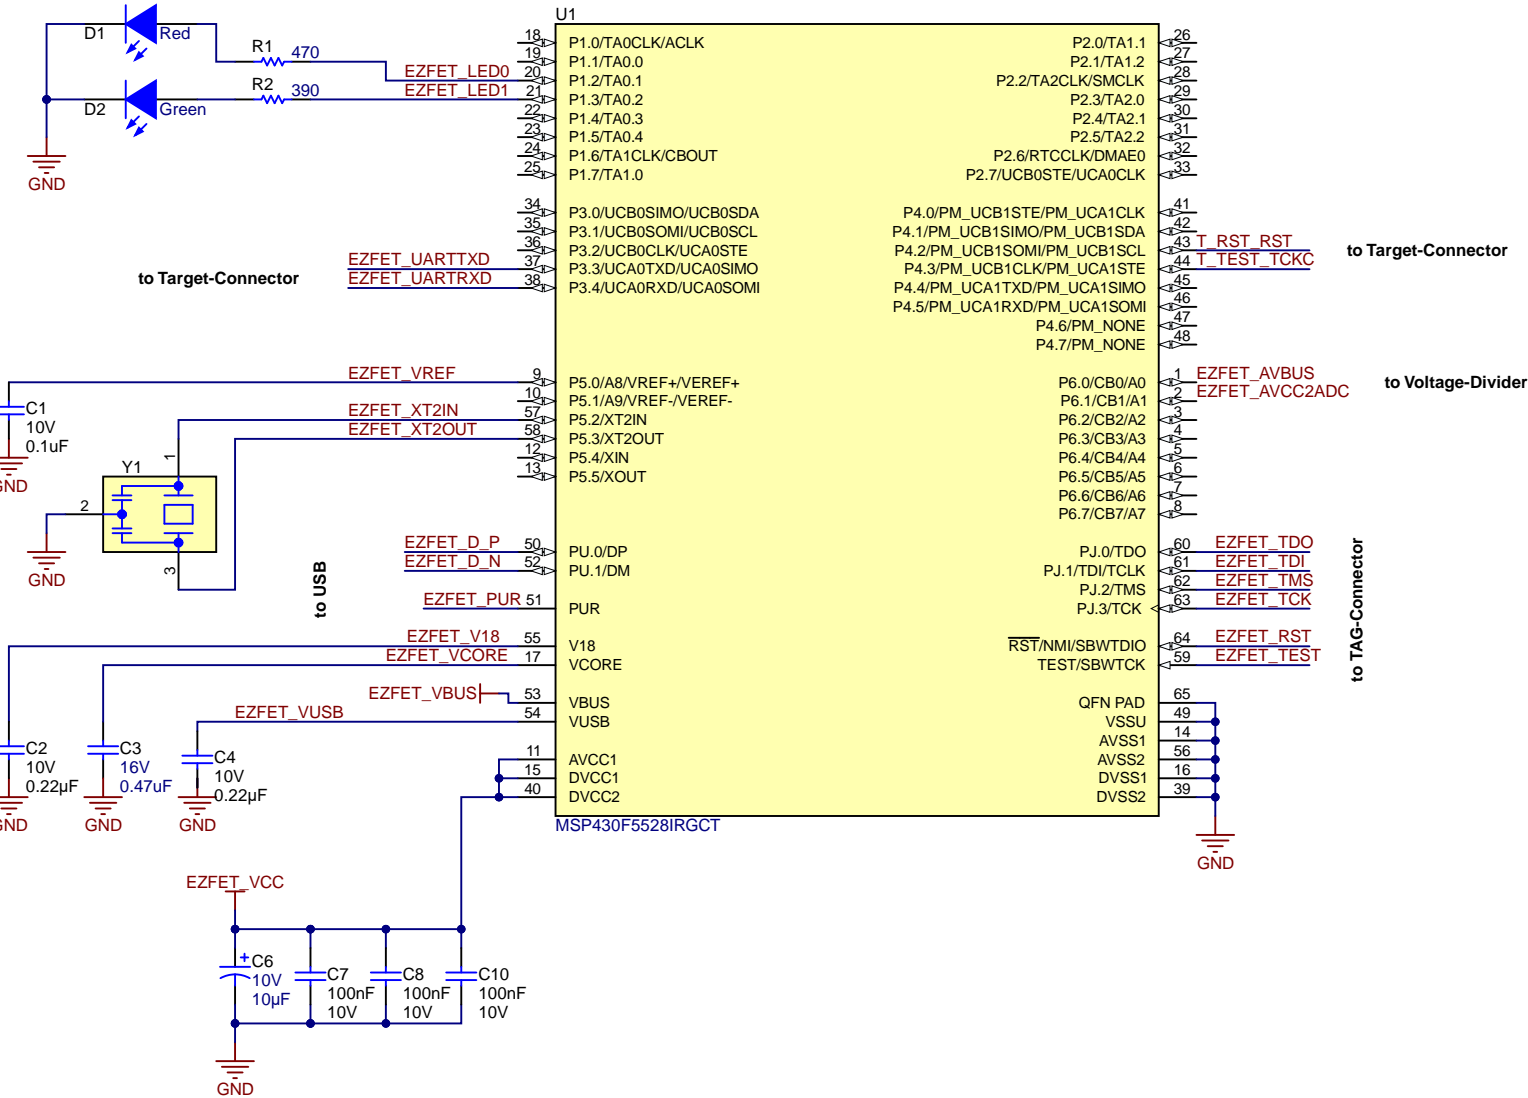 U1
D1
Red
R1
470
EZFET_LED0
D2
Green
R2
390
EZFET_LED1
GND
18 P1.0/TA0CLK/ACLK
19 P1.1/TA0.0
20 P1.2/TA0.1
21 P1.3/TA0.2
22 P1.4/TA0.3
23 P1.5/TA0.4
24 P1.6/TA1CLK/CBOUT
25 P1.7/TA1.0
P2.0/TA1.1 26
P2.1/TA1.2 27
P2.2/TA2CLK/SMCLK 28
P2.3/TA2.0 29
P2.4/TA2.1 30
P2.5/TA2.2 31
P2.6/RTCCLK/DMAE0 32
P2.7/UCB0STE/UCA0CLK 33
34 P3.0/UCB0SIMO/UCB0SDA
35 P3.1/UCB0SOMI/UCB0SCL
36 P3.2/UCB0CLK/UCA0STE
EZFET_UARTTXD 37 P3.3/UCA0TXD/UCA0SIMO
EZFET_UARTRXD 38 P3.4/UCA0RXD/UCA0SOMI
to Target-Connector
P4.0/PM_UCB1STE/PM_UCA1CLK 41
P4.1/PM_UCB1SIMO/PM_UCB1SDA 42
P4.2/PM_UCB1SOMI/PM_UCB1SCL 43 T_RST_RST
P4.3/PM_UCB1CLK/PM_UCA1STE 44 T_TEST_TCKC
P4.4/PM_UCA1TXD/PM_UCA1SIMO 45
P4.5/PM_UCA1RXD/PM_UCA1SOMI 46
P4.6/PM_NONE 47
P4.7/PM_NONE 48
to Target-Connector
EZFET_VREF 9 P5.0/A8/VREF+/VEREF+
10 P5.1/A9/VREF-/VEREF-
EZFET_XT2IN 57 P5.2/XT2IN
EZFET_XT2OUT 58 P5.3/XT2OUT
12 P5.4/XIN
13 P5.5/XOUT
P6.0/CB0/A0 1 EZFET_AVBUS
P6.1/CB1/A1 2 EZFET_AVCC2ADC
P6.2/CB2/A2 3
P6.3/CB3/A3 4
P6.4/CB4/A4 5
P6.5/CB5/A5 6
P6.6/CB6/A6 7
P6.7/CB7/A7 8
to Voltage-Divider
C1
10V
0.1uF
GND
Y1
1
2
3
GND
EZFET_D_P 50 PU.0/DP
EZFET_D_N 52 PU.1/DM
EZFET_PUR 51 PUR
to USB
PJ.0/TDO 60 EZFET_TDO
PJ.1/TDI/TCLK 61 EZFET_TDI
PJ.2/TMS 62 EZFET_TMS
PJ.3/TCK 63 EZFET_TCK
RST/NMI/SBWTDIO 64 EZFET_RST
TEST/SBWTCK 59 EZFET_TEST
to TAG-Connector
EZFET_V18 55 V18
EZFET_VCORE 17 VCORE
EZFET_VBUS 53 VBUS
EZFET_VUSB 54 VUSB
11 AVCC1
15 DVCC1
40 DVCC2
QFN PAD 65
VSSU 49
AVSS1 14
AVSS2 56
DVSS1 16
DVSS2 39
GND
C2
10V
0.22µF
GND
C3
16V
0.47uF
GND
C4
10V
0.22µF
GND
MSP430F5528IRGCT
EZFET_VCC
+
C6
10V
10µF
C7
100nF
10V
C8
100nF
10V
C10
100nF
10V
GND